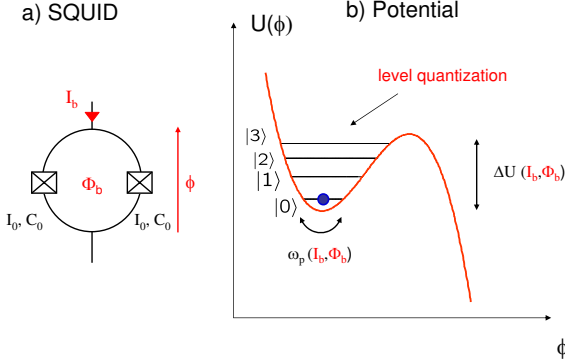 a) SQUID
I_b
Φ_b
ϕ
I_0, C_0
I_0, C_0
b) Potential
U(ϕ)
level quantization
|3⟩
|2⟩
|1⟩
|0⟩
ΔU (I_b,Φ_b)
ω_p (I_b,Φ_b)
ϕ